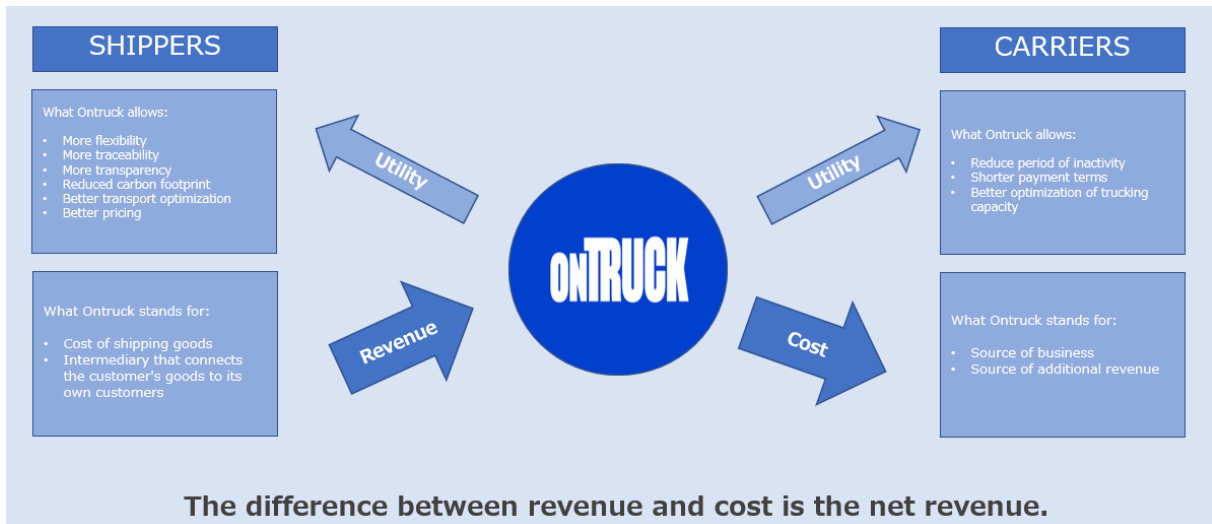 SHIPPERS
What Ontruck allows:
• More flexibility
• More traceability
• More transparency
• Reduced carbon footprint
• Better transport optimization
• Better pricing
What Ontruck stands for:
• Cost of shipping goods
• Intermediary that connects
the customer's goods to its
own customers
Utility
Revenue
ONTRUCK
Utility
Cost
CARRIERS
What Ontruck allows:
• Reduce period of inactivity
• Shorter payment terms
• Better optimization of trucking
capacity
What Ontruck stands for:
• Source of business
• Source of additional revenue
The difference between revenue and cost is the net revenue.